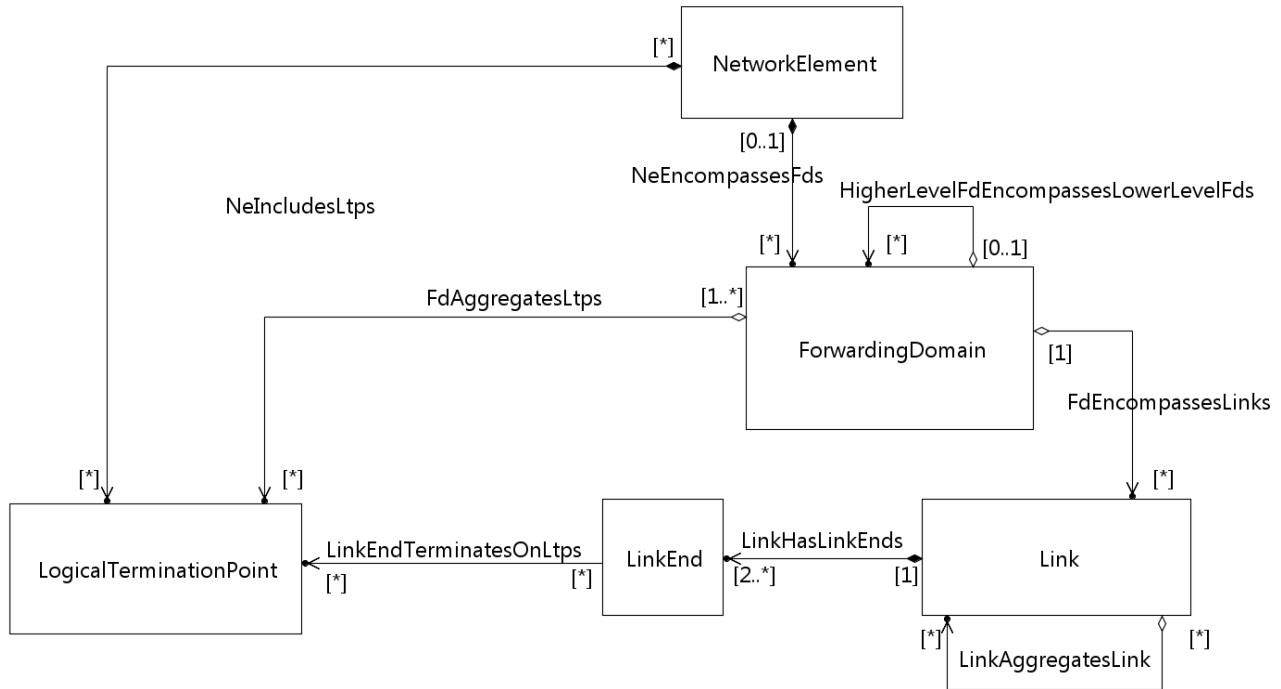 [*]
NetworkElement
[0..1]
NeEncompassesFds
HigherLevelFdEncompassesLowerLevelFds
NeIncludesLtps
[*]
[*]
[0..1]
FdAggregatesLtps
[1..*]
ForwardingDomain
[1]
FdEncompassesLinks
[*]
[*]
[*]
LinkEndTerminatesOnLtps
LinkHasLinkEnds
LogicalTerminationPoint
LinkEnd
Link
[*]
[*]
[2..*]
[1]
[*]
[*]
LinkAggregatesLink